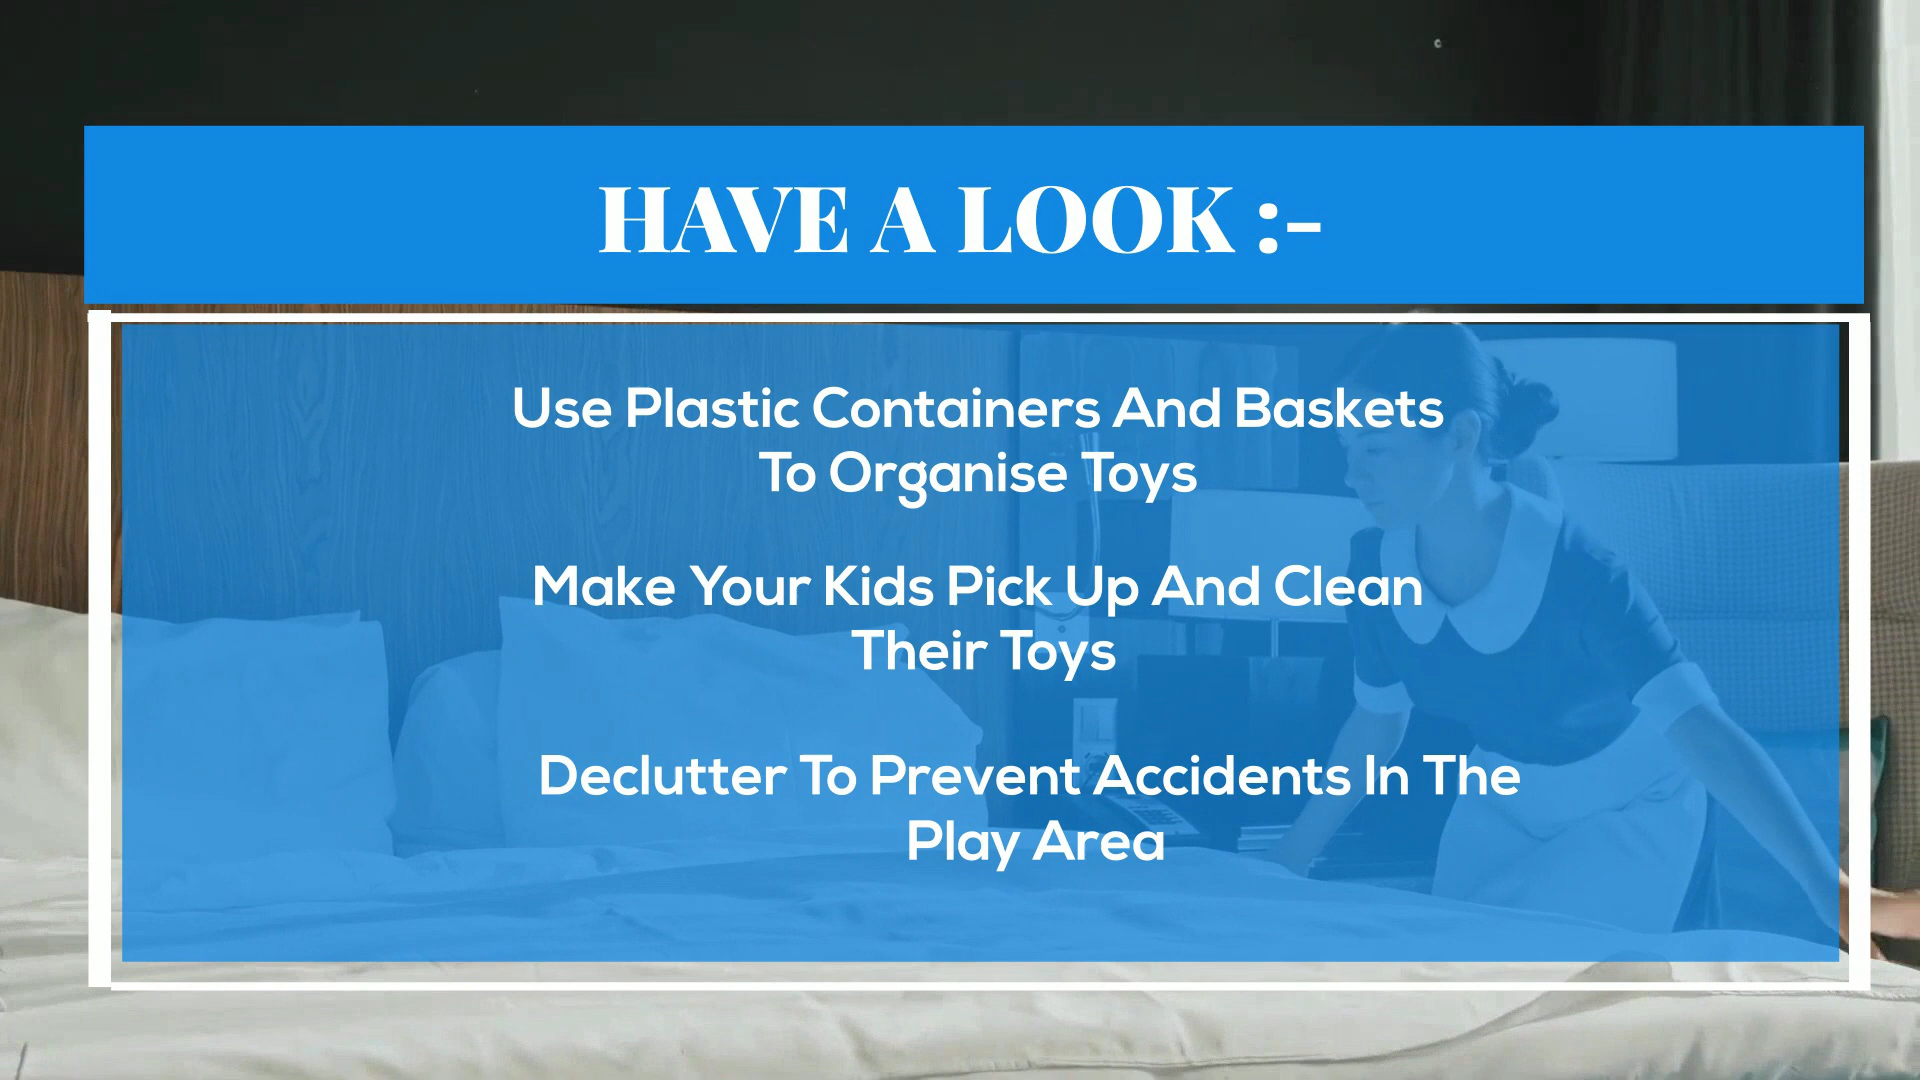 HAVE A LOOK :-
Use Plastic Containers And Baskets
To Organise Toys
Make Your Kids Pick Up And Clean
Their Toys
Declutter To Prevent Accidents In The
Play Area